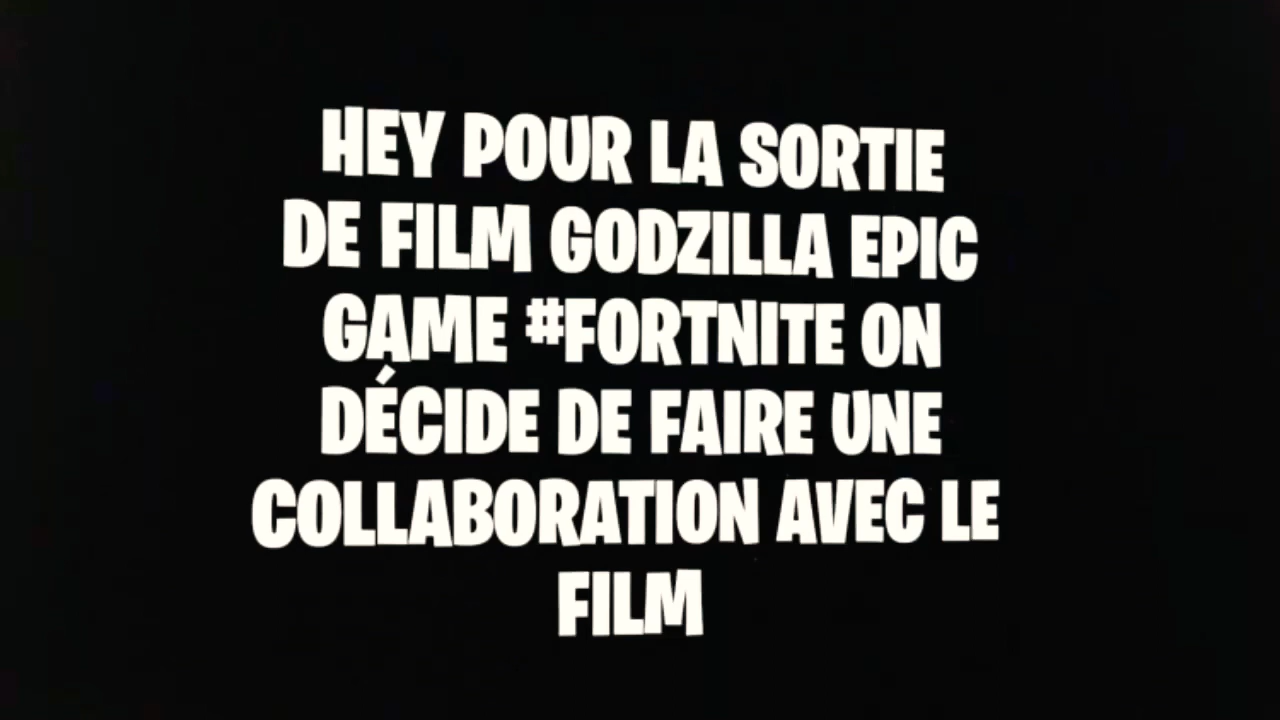 HEY POUR LA SORTIE
DE FILM GODZILLA EPIC
GAME #FORTNITE ON
DÉCIDE DE FAIRE UNE
COLLABORATION AVEC LE
FILM